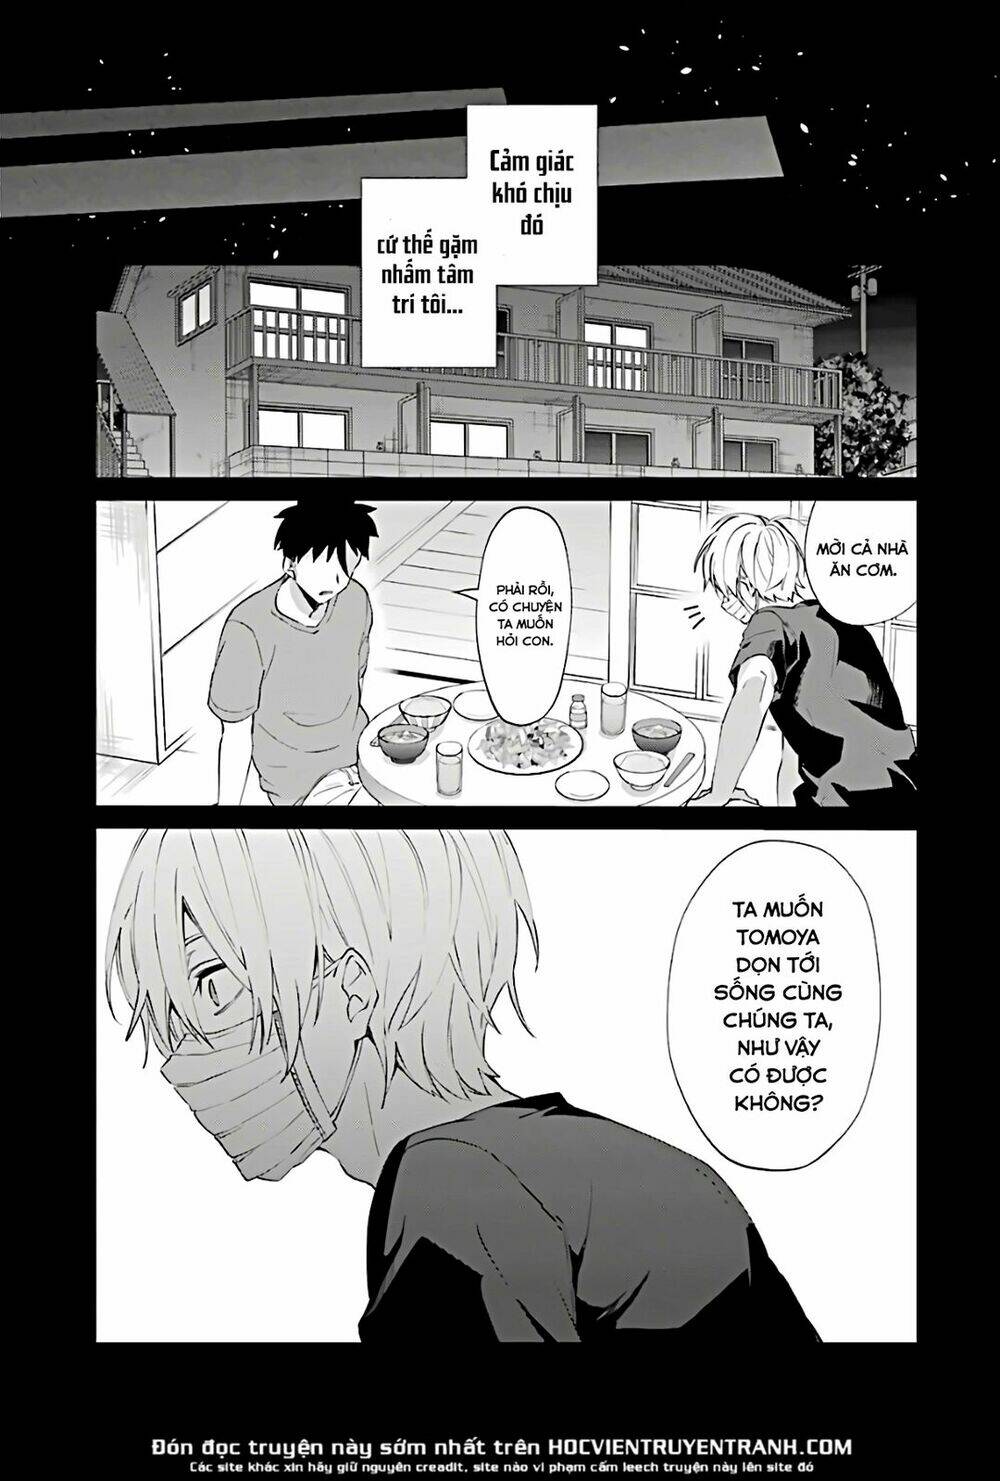 Cảm giác
khó chịu
đó
cứ thế gặm
nhấm tâm
trí tôi...
MỜI CẢ NHÀ
ĂN CƠM.
PHẢI RỒI,
CÓ CHUYỆN
TA MUỐN
HỎI CON.
TA MUỐN
TOMOYA
DỌN TỚI
SỐNG CÙNG
CHÚNG TA,
NHƯ VẬY
CÓ ĐƯỢC
KHÔNG?
Đón đọc truyện này sớm nhất trên HOCVIENTRUYENTRANH.COM
Các site khác xin hãy giữ nguyên creadit, site nào vi phạm cấm leech truyện này lên site đó